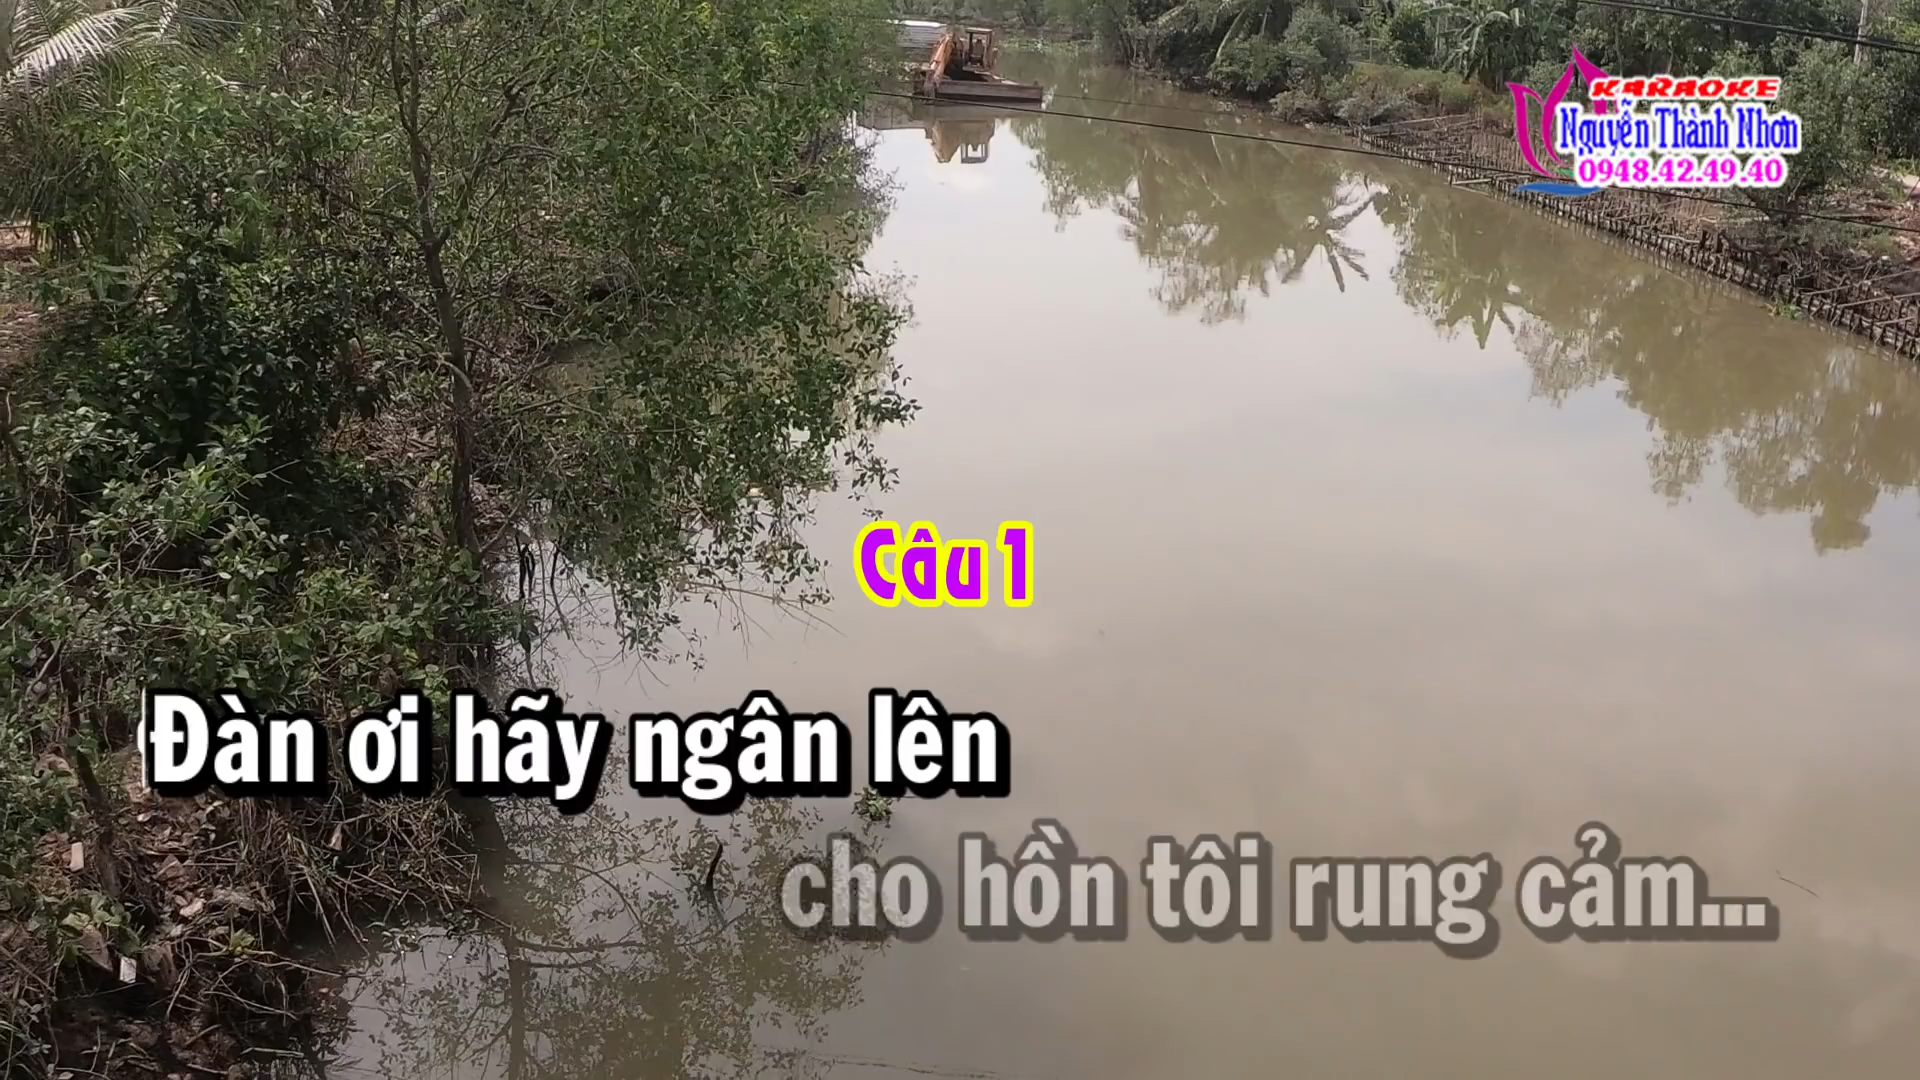 KARAOKE
Nguyễn Thành Nhơn
0948.42.49.40
Câu 1
Đàn ơi hãy ngân lên
cho hồn tôi rung cảm...